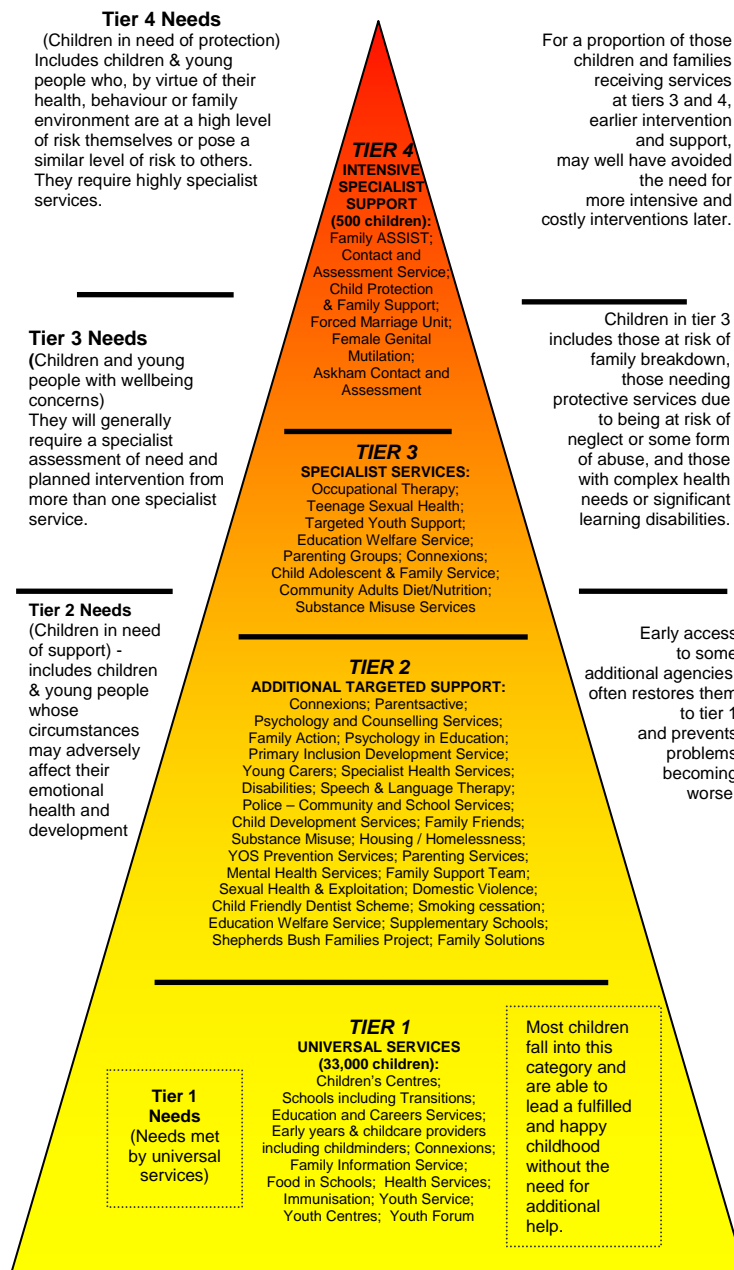 Tier 4 Needs
(Children in need of protection)
Includes children & young
people who, by virtue of their
health, behaviour or family
environment are at a high level
of risk themselves or pose a
similar level of risk to others.
They require highly specialist
services.
For a proportion of those
children and families
receiving services
at tiers 3 and 4,
earlier intervention
and support,
may well have avoided
the need for
more intensive and
costly interventions later.
TIER 4
INTENSIVE
SPECIALIST
SUPPORT
(500 children):
Family ASSIST;
Contact and
Assessment Service;
Child Protection
& Family Support;
Forced Marriage Unit;
Female Genital
Mutilation;
Askham Contact and
Assessment
Tier 3 Needs
(Children and young
people with wellbeing
concerns)
They will generally
require a specialist
assessment of need and
planned intervention from
more than one specialist
service.
Children in tier 3
includes those at risk of
family breakdown,
those needing
protective services due
to being at risk of
neglect or some form
of abuse, and those
with complex health
needs or significant
learning disabilities.
TIER 3
SPECIALIST SERVICES:
Occupational Therapy;
Teenage Sexual Health;
Targeted Youth Support;
Education Welfare Service;
Parenting Groups; Connexions;
Child Adolescent & Family Service;
Community Adults Diet/Nutrition;
Substance Misuse Services
Tier 2 Needs
(Children in need
of support) -
includes children
& young people
whose
circumstances
may adversely
affect their
emotional
health and
development
Early access
to some
additional agencies
often restores them
to tier 1
and prevents
problems
becoming
worse
TIER 2
ADDITIONAL TARGETED SUPPORT:
Connexions; Parentsactive;
Psychology and Counselling Services;
Family Action; Psychology in Education;
Primary Inclusion Development Service;
Young Carers; Specialist Health Services;
Disabilities; Speech & Language Therapy;
Police – Community and School Services;
Child Development Services; Family Friends;
Substance Misuse; Housing / Homelessness;
YOS Prevention Services; Parenting Services;
Mental Health Services; Family Support Team;
Sexual Health & Exploitation; Domestic Violence;
Child Friendly Dentist Scheme; Smoking cessation;
Education Welfare Service; Supplementary Schools;
Shepherds Bush Families Project; Family Solutions
Tier 1
Needs
(Needs met
by universal
services)
TIER 1
UNIVERSAL SERVICES
(33,000 children):
Children's Centres;
Schools including Transitions;
Education and Careers Services;
Early years & childcare providers
including childminders; Connexions;
Family Information Service;
Food in Schools; Health Services;
Immunisation; Youth Service;
Youth Centres; Youth Forum
Most children
fall into this
category and
are able to
lead a fulfilled
and happy
childhood
without the
need for
additional
help.